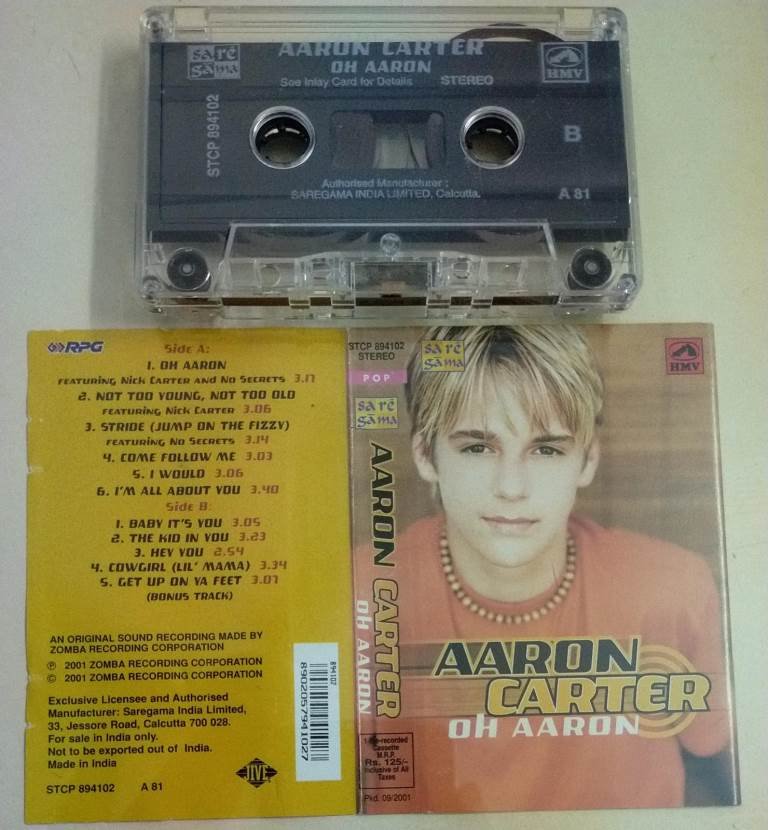 sa re
ga ma
AARON CARTER
OH AARON
See Inlay Card for Details
STEREO
HMV
STCP 894102
B
Authorised Manufacturer :
SAREGAMA INDIA LIMITED, Calcutta.
A 81
RPG
Side A:
1. OH AARON
FEATURING NICK CARTER AND NO SECRETS 3.17
2. NOT TOO YOUNG, NOT TOO OLD
FEATURING NICK CARTER 3.06
3. STRIDE (JUMP ON THE FIZZY)
FEATURING NO SECRETS 3.14
4. COME FOLLOW ME 3.03
5. I WOULD 3.06
6. I'M ALL ABOUT YOU 3.40
Side B:
1. BABY IT'S YOU 3.05
2. THE KID IN YOU 3.23
3. HEY YOU 2.54
4. COWGIRL (LIL' MAMA) 3.34
5. GET UP ON YA FEET 3.07
(BONUS TRACK)
AN ORIGINAL SOUND RECORDING MADE BY
ZOMBA RECORDING CORPORATION
℗ 2001 ZOMBA RECORDING CORPORATION
© 2001 ZOMBA RECORDING CORPORATION
Exclusive Licensee and Authorised
Manufacturer: Saregama India Limited,
33, Jessore Road, Calcutta 700 028.
For sale in India only.
Not to be exported out of India.
Made in India
STCP 894102 A 81
JIVE
894102
8902057941027
STCP 894102
STEREO
POP
sa re
ga ma
AARON CARTER
OH AARON
1 Pre-recorded
Cassette
M.R.P.
Rs. 125/-
Inclusive of All
Taxes
Pkd. 09/2001
sa re
ga ma
HMV
AARON
CARTER
OH AARON